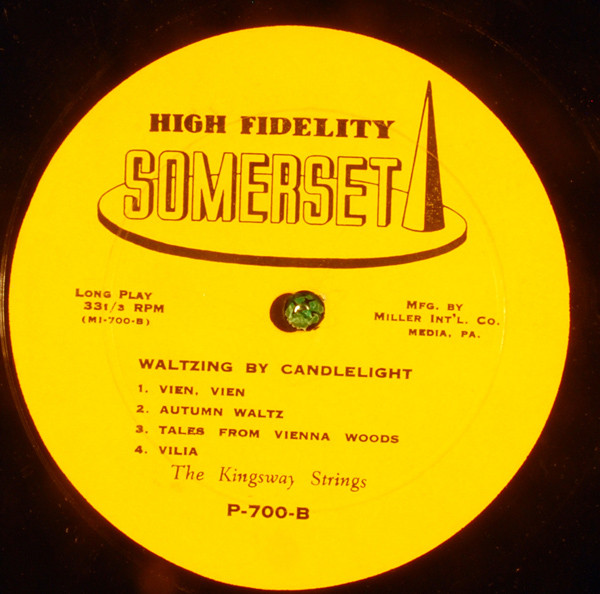 HIGH FIDELITY
SOMERSET
LONG PLAY
33 1/3 RPM
(MI-700-B)
MFG. BY
MILLER INT'L. CO.
MEDIA, PA.
WALTZING BY CANDLELIGHT
1. VIEN, VIEN
2. AUTUMN WALTZ
3. TALES FROM VIENNA WOODS
4. VILIA
The Kingsway Strings
P-700-B